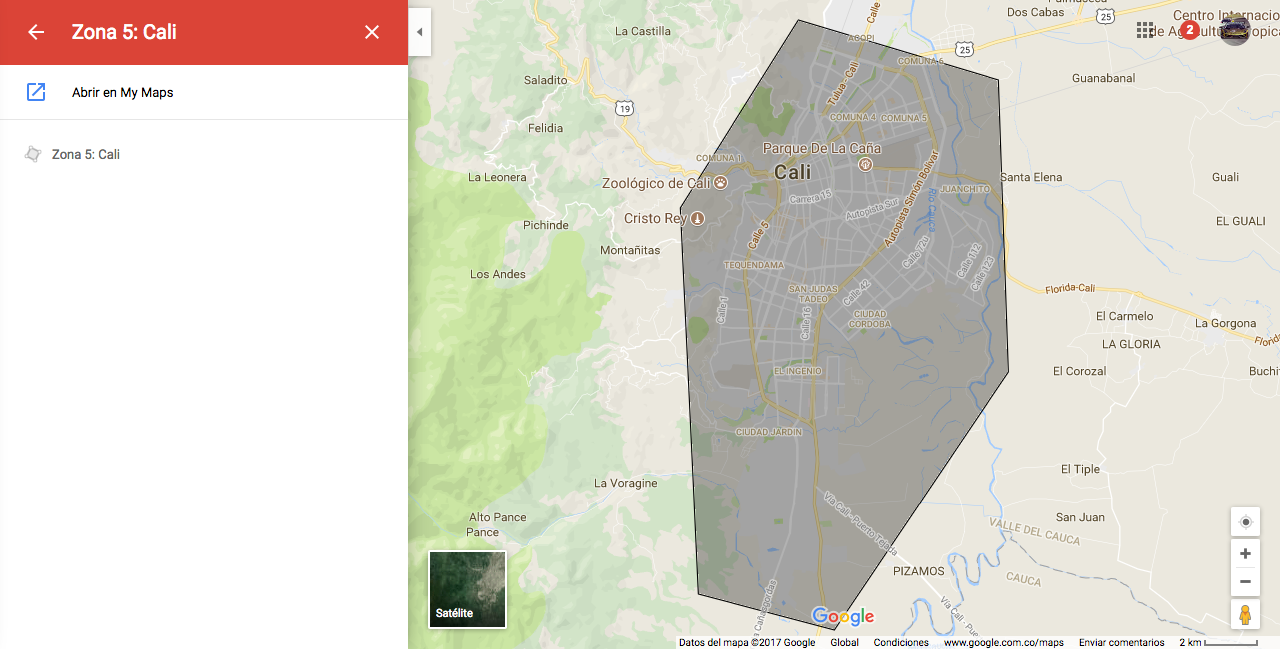 Zona 5: Cali
Abrir en My Maps
Zona 5: Cali
Dos Cabas
25
Centro Internacio
de Agricultura Tropica
2
La Castilla
Calle
ACOPI
25
COMUNA 6
Guanabanal
Saladito
19
Tulua - Cali
COMUNA 4
COMUNA 5
Felidia
Parque De La Caña
COMUNA 1
Cali
La Leonera
Zoológico de Cali
Santa Elena
Guali
JUANCHITO
Carrera 15
Autopista Sur
Autopista Simón Bolívar
Río Cauca
Cristo Rey
Pichinde
EL GUALI
Calle 5
Montañitas
Calle 120
Calle 112
Calle 123
TEQUENDAMA
Los Andes
SAN JUDAS
TADEO
Calle 42
Florida-Cali
Calle 1
Calle 16
CIUDAD
CORDOBA
El Carmelo
La Gorgona
LA GLORIA
Florida
EL INGENIO
El Corozal
Buchi
CIUDAD JARDIN
El Tiple
La Voragine
Vía Cali - Puerto Tejada
Alto Pance
Pance
San Juan
VALLE DEL CAUCA
PIZAMOS
CAUCA
Satélite
Google
Datos del mapa ©2017 Google
Global
Condiciones
www.google.com.co/maps
Enviar comentarios
2 km